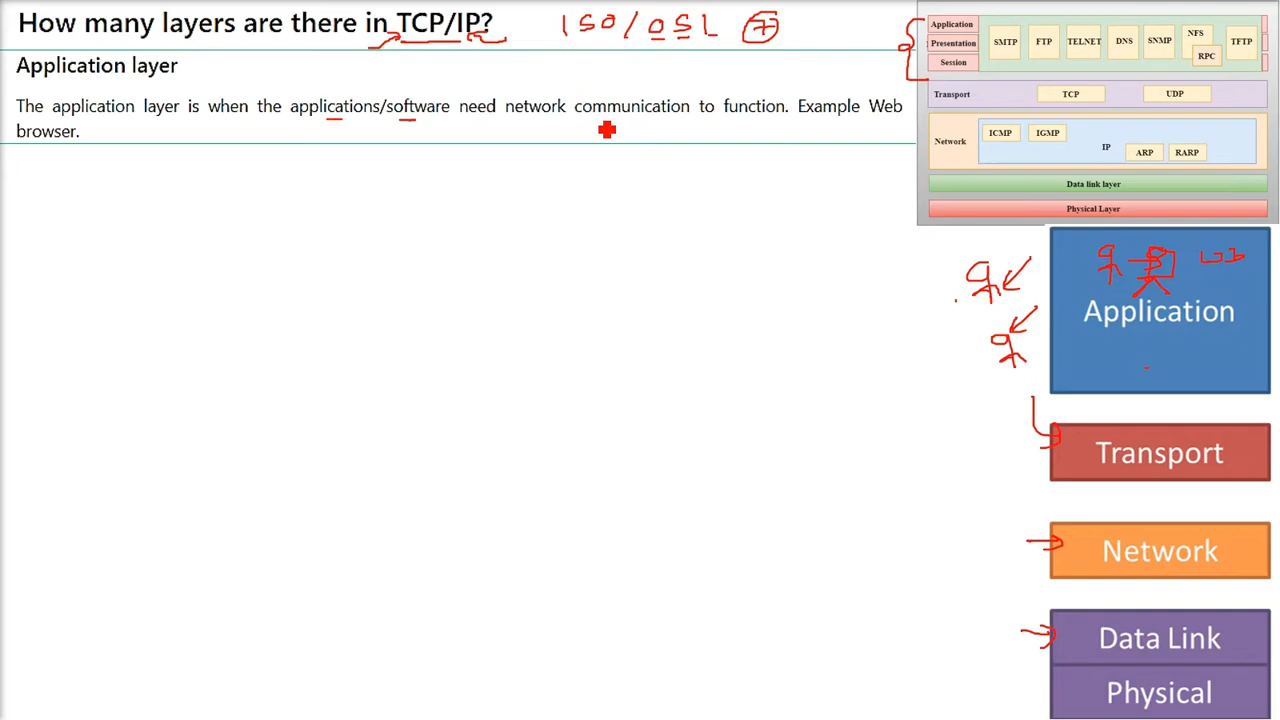 How many layers are there in TCP/IP?
ISO/OSI 7
Application layer
The application layer is when the applications/software need network communication to function. Example Web
browser.
Application
Presentation
Session
SMTP
FTP
TELNET
DNS
SNMP
NFS
RPC
TFTP
Transport
TCP
UDP
Network
ICMP
IGMP
IP
ARP
RARP
Data link layer
Physical Layer
Application
Transport
Network
Data Link
Physical